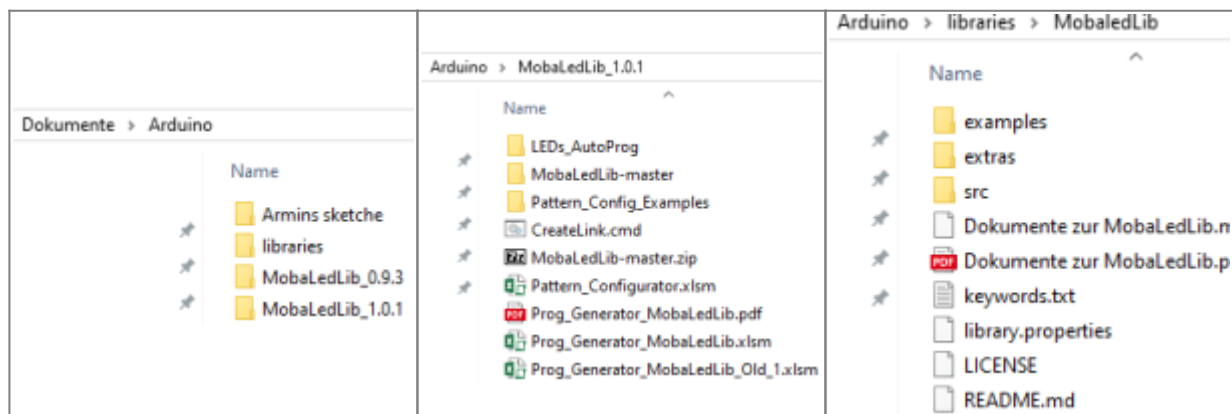 Dokumente > Arduino
Name
Armins sketche
libraries
MobaLedLib_0.9.3
MobaLedLib_1.0.1
Arduino > MobaLedLib_1.0.1
Name
LEDs_AutoProg
MobaLedLib-master
Pattern_Config_Examples
CreateLink.cmd
MobaLedLib-master.zip
Pattern_Configurator.xlsm
Prog_Generator_MobaLedLib.pdf
Prog_Generator_MobaLedLib.xlsm
Prog_Generator_MobaLedLib_Old_1.xlsm
Arduino > libraries > MobaledLib
Name
examples
extras
src
Dokumente zur MobaLedLib.m
Dokumente zur MobaLedLib.p
keywords.txt
library.properties
LICENSE
README.md